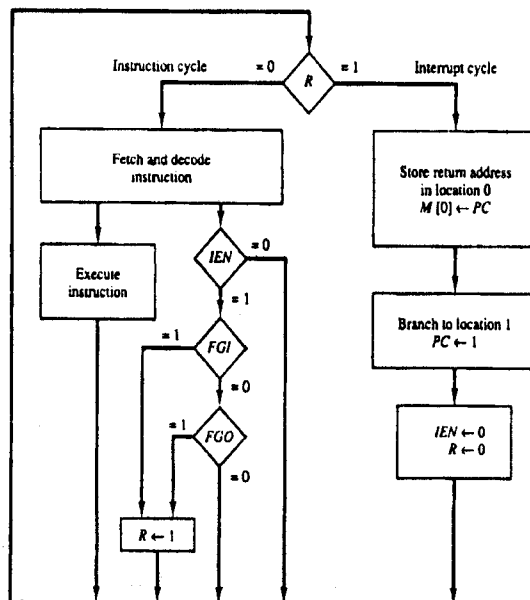 Instruction cycle
= 0
R
= 1
Interrupt cycle
Fetch and decode
instruction
Store return address
in location 0
M [0] ← PC
IEN
= 0
Execute
instruction
= 1
Branch to location 1
PC ← 1
= 1
FGI
= 0
IEN ← 0
R ← 0
= 1
FGO
= 0
R ← 1